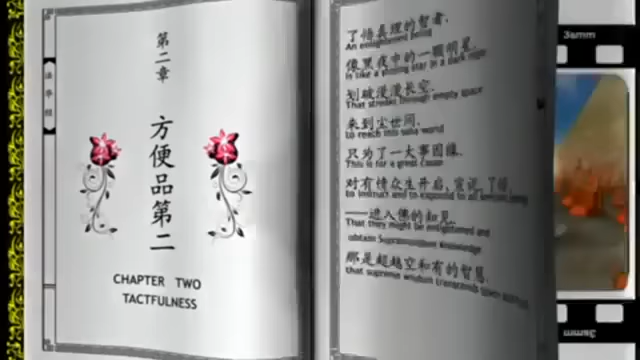 第二章
方便品第二
CHAPTER TWO
TACTFULNESS
法华经
了悟真理的智者，
An enlightened being
像黑夜中的一颗明星，
Is like a shining star in a dark night
划破漫漫长空。
That streaks through empty space
来到尘世间，
to reach this saha world
只为了一大事因缘。
This is for a great cause
对有情众生开启，宣说，了悟，
to instruct and to expound to all
——进入佛的知见。
That they might be enlightened and
obtain Supramundane Knowledge
那是超越空和有的智慧，
that supreme wisdom transcends
35mm
35mm